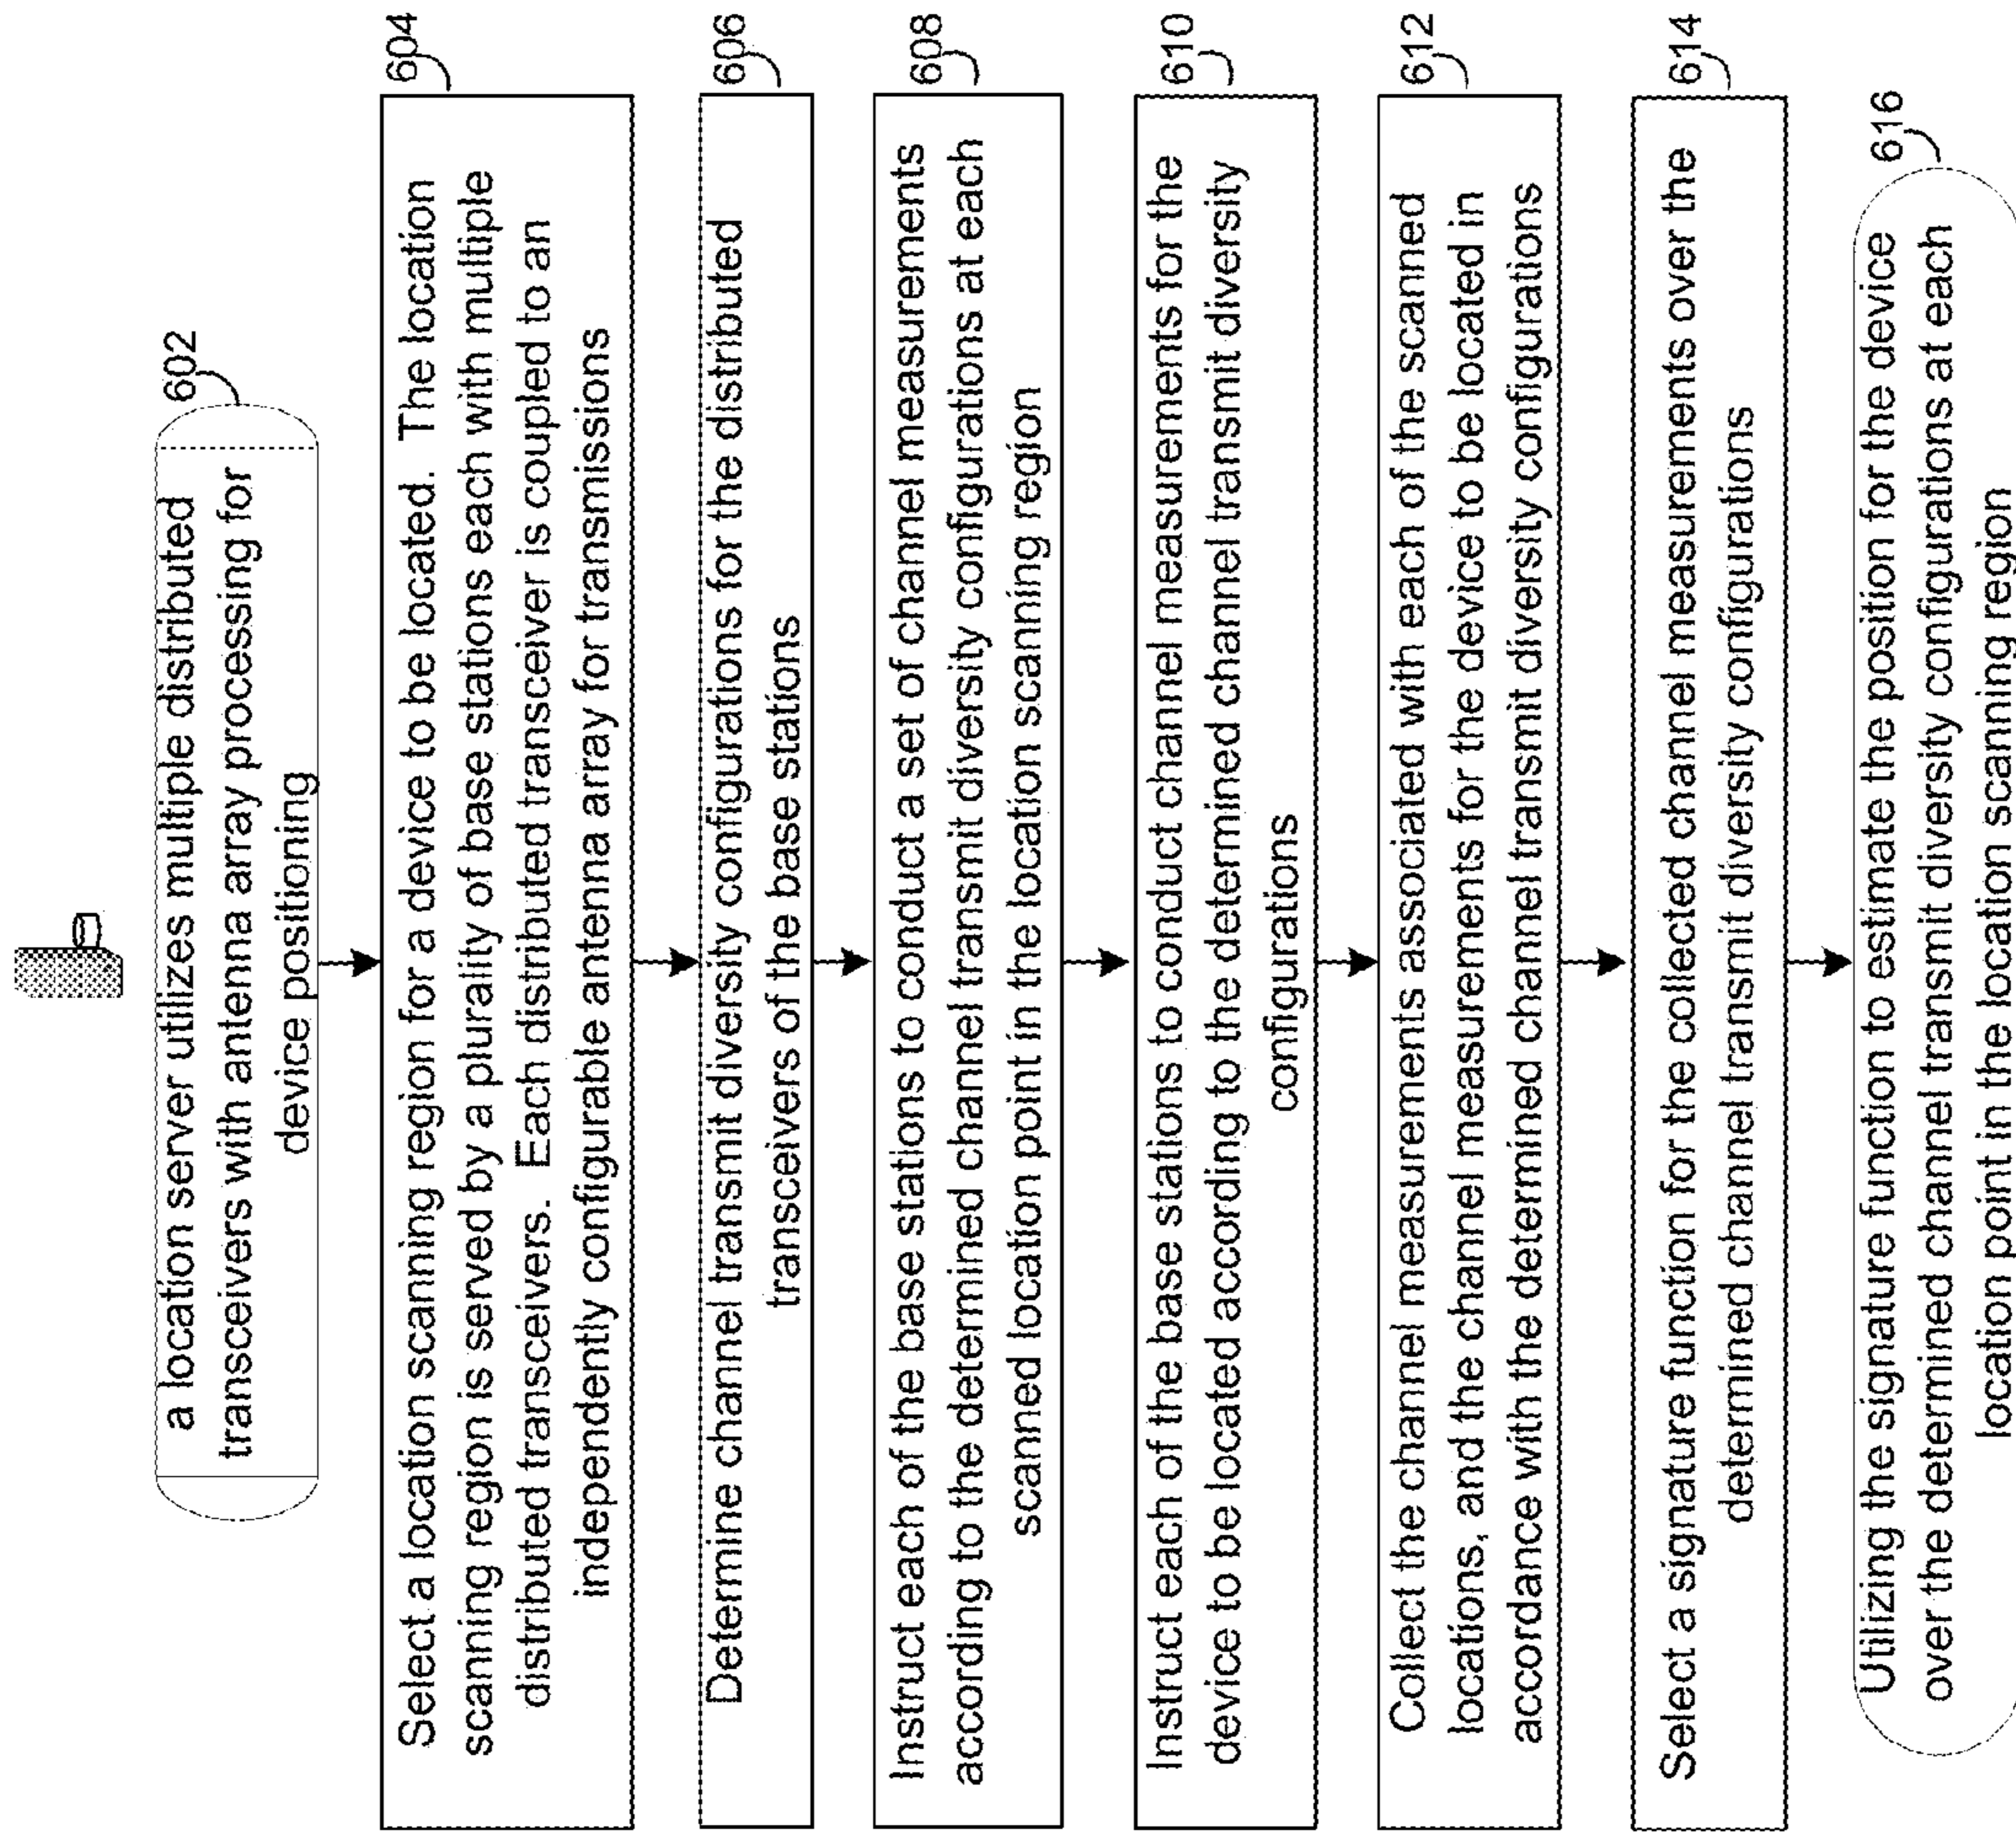 602
a location server utilizes multiple distributed
transceivers with antenna array processing for
device positioning
604
Select a location scanning region for a device to be located. The location
scanning region is served by a plurality of base stations each with multiple
distributed transceivers. Each distributed transceiver is coupled to an
independently configurable antenna array for transmissions
606
Determine channel transmit diversity configurations for the distributed
transceivers of the base stations
608
Instruct each of the base stations to conduct a set of channel measurements
according to the determined channel transmit diversity configurations at each
scanned location point in the location scanning region
610
Instruct each of the base stations to conduct channel measurements for the
device to be located according to the determined channel transmit diversity
configurations
612
Collect the channel measurements associated with each of the scanned
locations, and the channel measurements for the device to be located in
accordance with the determined channel transmit diversity configurations
614
Select a signature function for the collected channel measurements over the
determined channel transmit diversity configurations
616
Utilizing the signature function to estimate the position for the device
over the determined channel transmit diversity configurations at each
location point in the location scanning region